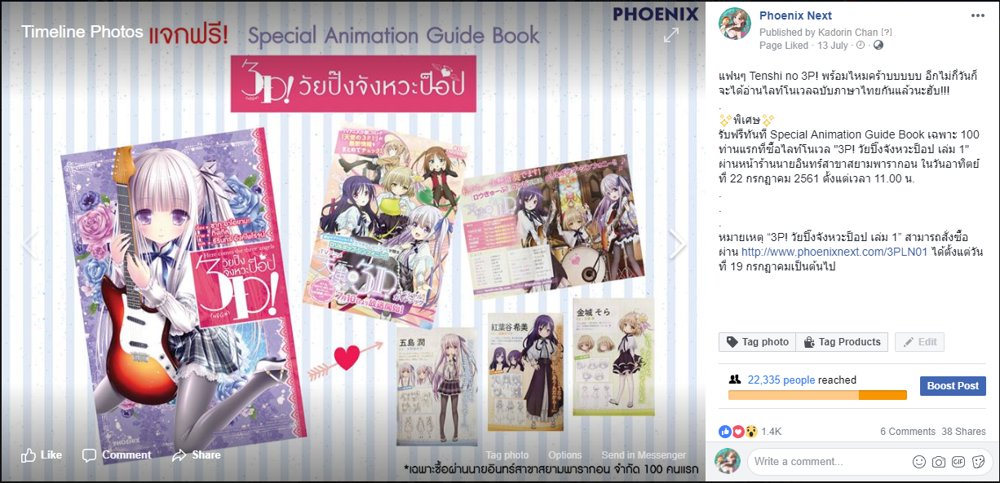 Timeline Photos
แจกฟรี!
Special Animation Guide Book
PHOENIX
3P! วัยปิ๊งจังหวะป๊อป
Here comes the three angels
3P!
วัยปิ๊ง
จังหวะป๊อป
PHOENIX
五島 潤
紅葉谷 希美
金城 そら
Like
Comment
Share
Tag photo
Options
Send in Messenger
*เฉพาะซื้อผ่านนายอินทร์สาขาสยามพารากอน จำกัด 100 คนแรก
Phoenix Next
Published by Kadorin Chan [?]
Page Liked · 13 July ·
แฟนๆ Tenshi no 3P! พร้อมไหมคร้าบบบบบ อีกไม่กี่วันก็
จะได้อ่านไลท์โนเวลฉบับภาษาไทยกันแล้วนะฮับ!!!
.
✨พิเศษ✨
รับฟรีทันที Special Animation Guide Book เฉพาะ 100
ท่านแรกที่ซื้อไลท์โนเวล "3P! วัยปิ๊งจังหวะป๊อป เล่ม 1"
ผ่านหน้าร้านนายอินทร์สาขาสยามพารากอน ในวันอาทิตย์
ที่ 22 กรกฎาคม 2561 ตั้งแต่เวลา 11.00 น.
.
.
.
หมายเหตุ “3P! วัยปิ๊งจังหวะป๊อป เล่ม 1” สามารถสั่งซื้อ
ผ่าน http://www.phoenixnext.com/3PLN01 ได้ตั้งแต่วัน
ที่ 19 กรกฎาคมเป็นต้นไป
Tag photo
Tag Products
Edit
22,335 people reached
Boost Post
1.4K
6 Comments 38 Shares
Write a comment...
GIF